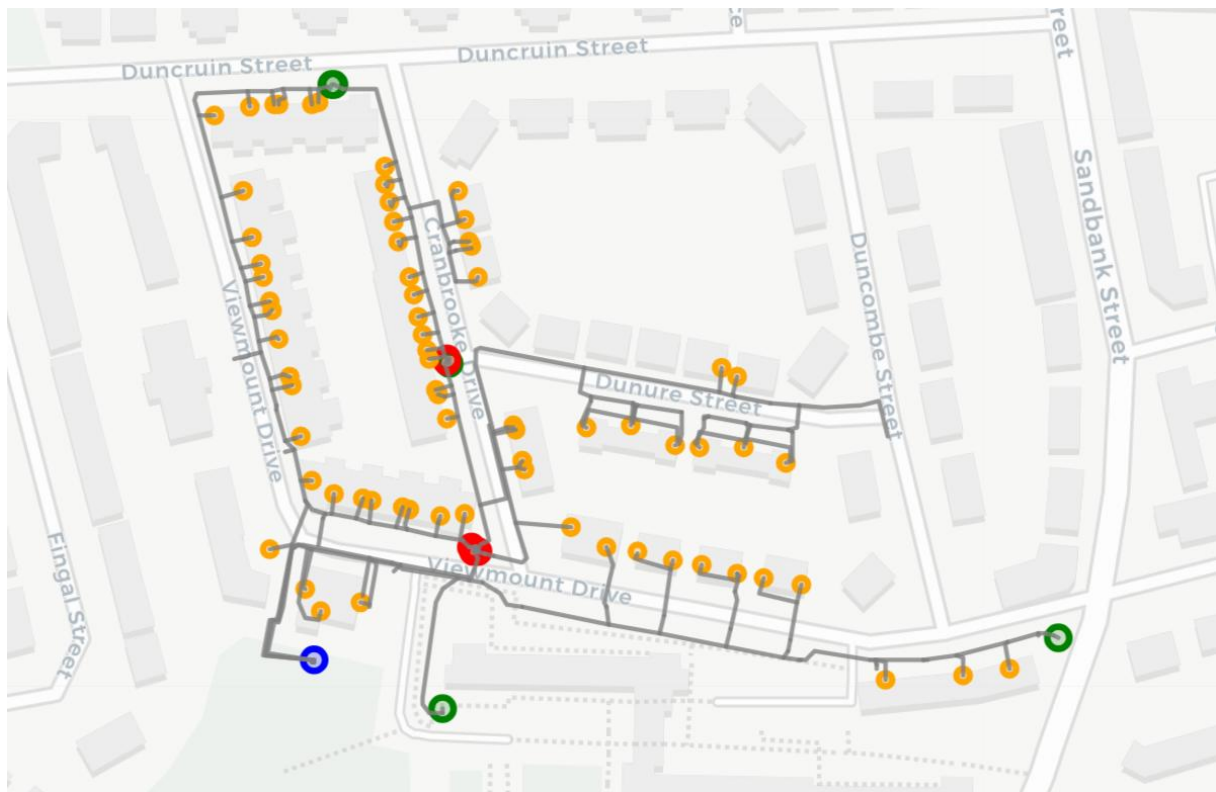 Duncruin Street
Duncruin Street
Sandbank Street
Duncombe Street
Cranbrooke Drive
Viewmount Drive
Dunure Street
Fingal Street
Viewmount Drive